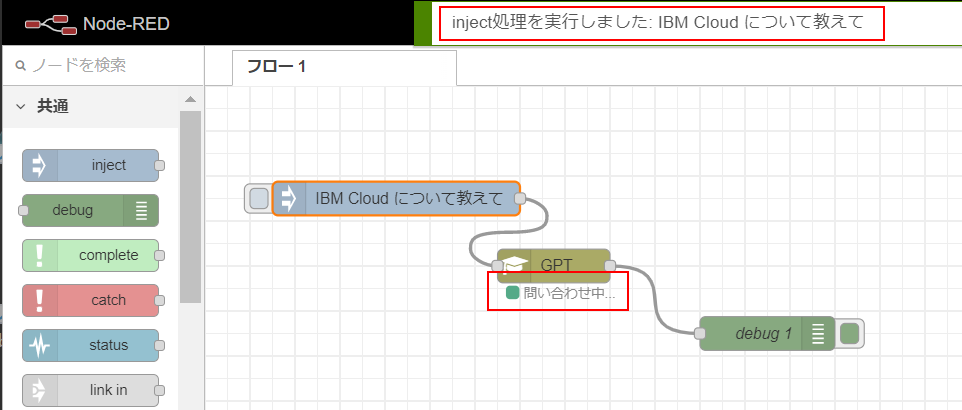 Node-RED
inject処理を実行しました: IBM Cloud について教えて
ノードを検索
フロー 1
共通
inject
debug
complete
catch
status
link in
IBM Cloud について教えて
GPT
問い合わせ中...
debug 1